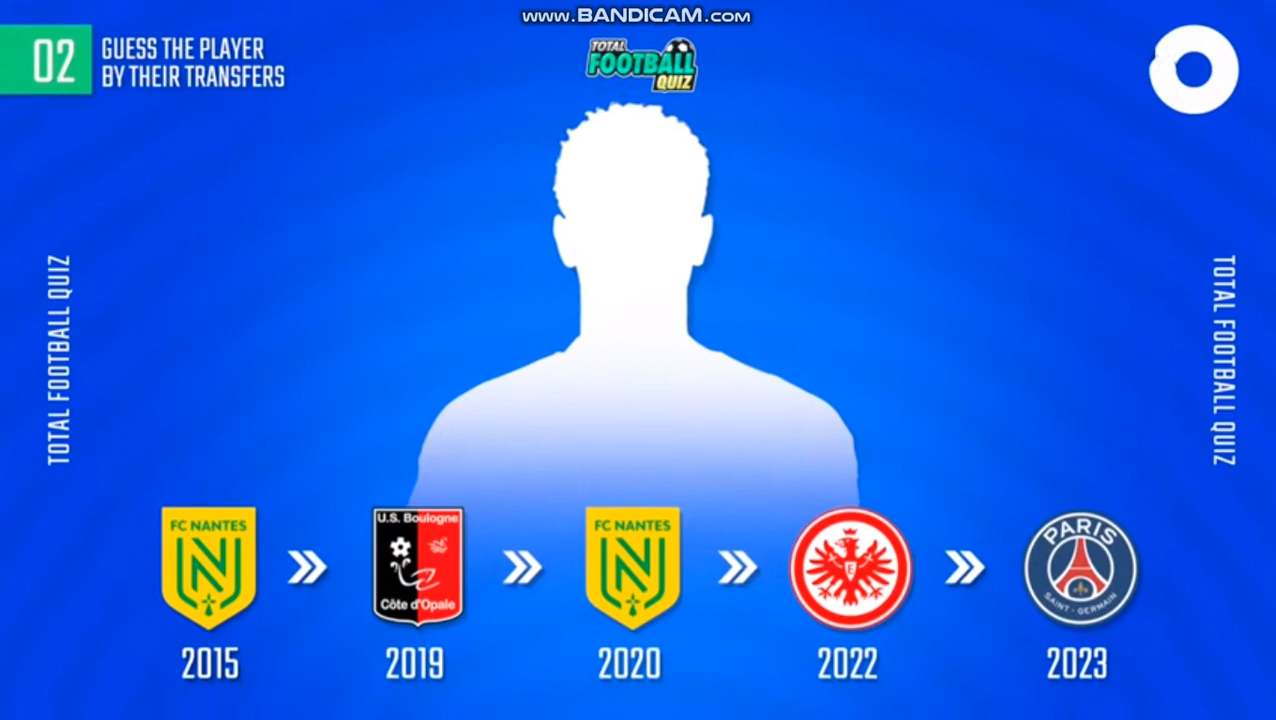 www.BANDICAM.com
02
GUESS THE PLAYER
BY THEIR TRANSFERS
TOTAL
FOOTBALL
QUIZ
TOTAL FOOTBALL QUIZ
TOTAL FOOTBALL QUIZ
FC NANTES
N
U.S. Boulogne
Côte d'Opale
FC NANTES
N
E
PARIS
SAINT-GERMAIN
2015
2019
2020
2022
2023